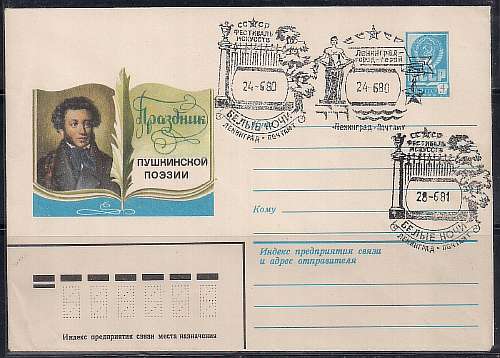 СССР
ФЕСТИВАЛЬ
ИСКУССТВ
24-6-80
БЕЛЫЕ НОЧИ
ЛЕНИНГРАД • ПОЧТАМТ
СССР
Ленинград-
город-герой
24-6-80
Ленинград-Почтамт
4
Праздник
ПУШКИНСКОЙ
ПОЭЗИИ
СССР
ФЕСТИВАЛЬ
ИСКУССТВ
28-6-81
БЕЛЫЕ НОЧИ
ЛЕНИНГРАД • ПОЧТАМТ
Кому
Индекс предприятия связи
и адрес отправителя
Индекс предприятия связи места назначения